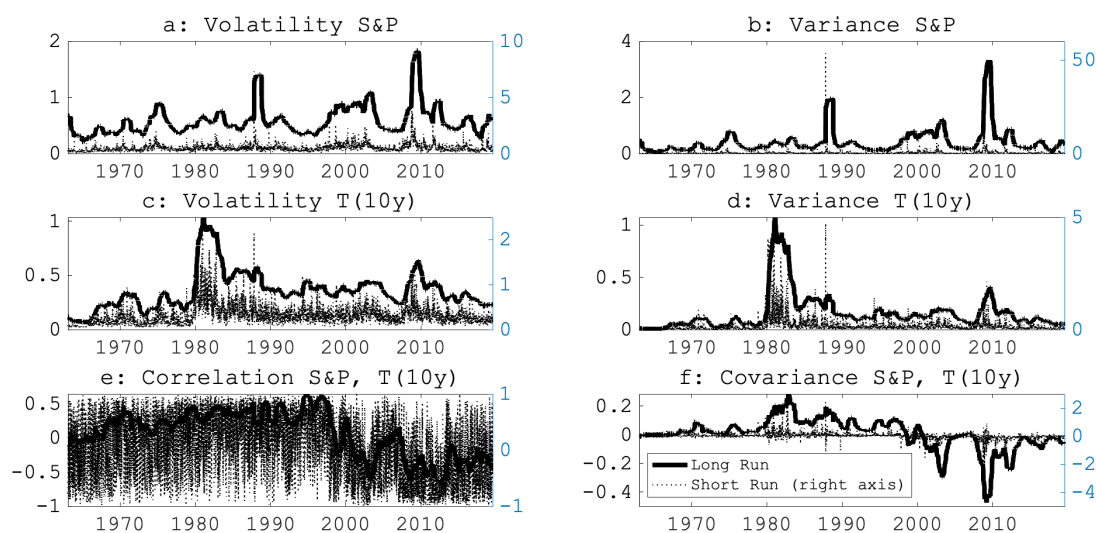 a: Volatility S&P
b: Variance S&P
2
1
0
10
5
0
4
2
0
50
0
1970 1980 1990 2000 2010
1970 1980 1990 2000 2010
c: Volatility T(10y)
d: Variance T(10y)
1
0.5
0
2
1
0
1
0.5
0
5
0
1970 1980 1990 2000 2010
1970 1980 1990 2000 2010
e: Correlation S&P, T(10y)
f: Covariance S&P, T(10y)
0.5
0
-0.5
-1
1
0
-1
0.2
0
-0.2
-0.4
2
0
-2
-4
Long Run
Short Run (right axis)
1970 1980 1990 2000 2010
1970 1980 1990 2000 2010